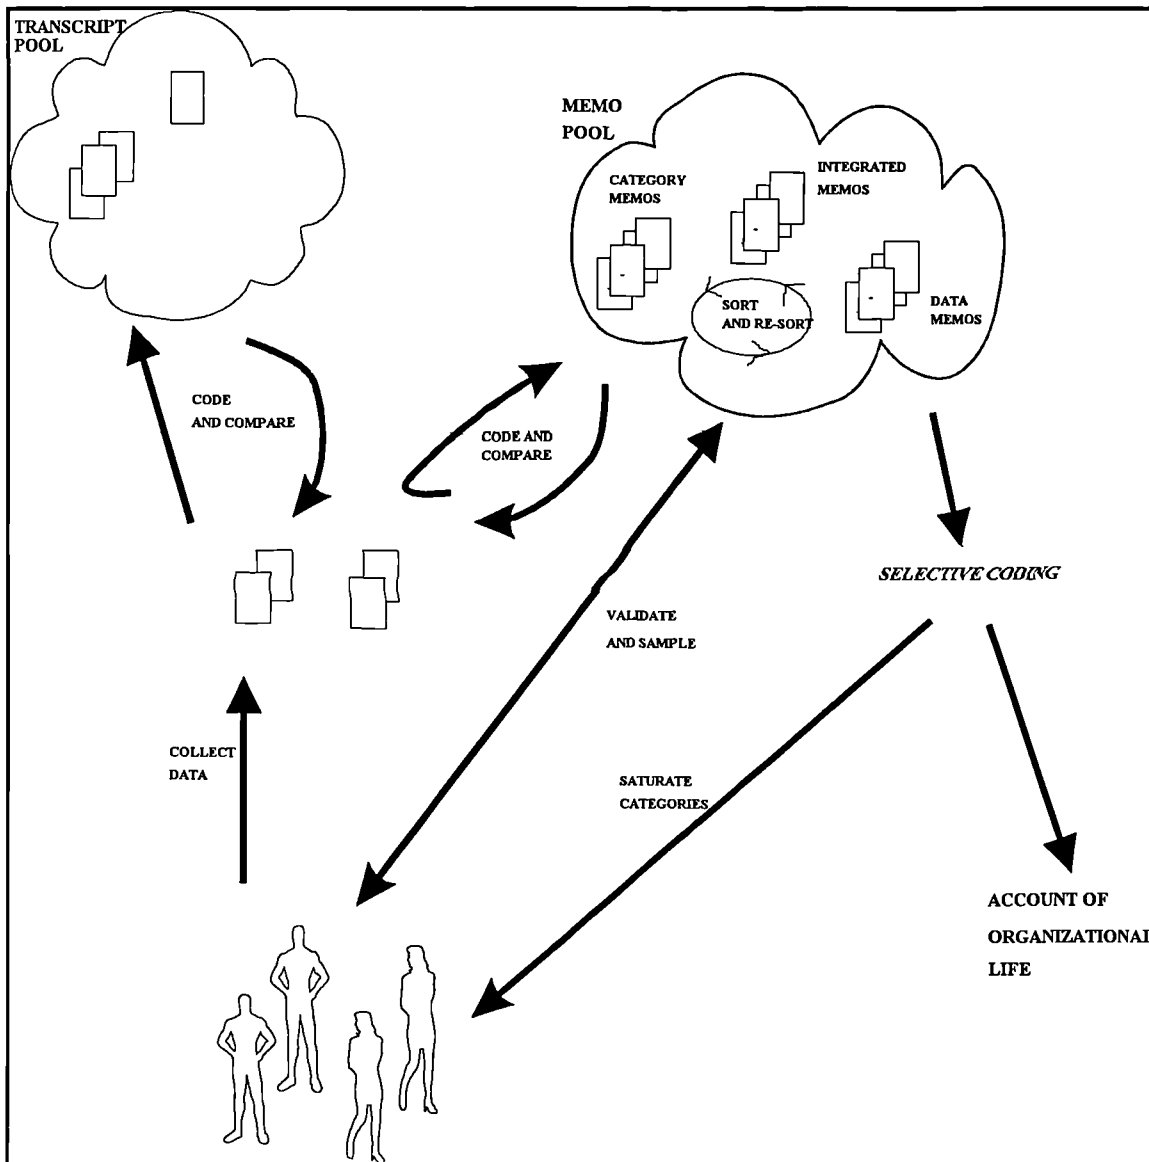 TRANSCRIPT
POOL
MEMO
POOL
CATEGORY
MEMOS
INTEGRATED
MEMOS
SORT
AND RE-SORT
DATA
MEMOS
CODE
AND COMPARE
CODE AND
COMPARE
SELECTIVE CODING
VALIDATE
AND SAMPLE
COLLECT
DATA
SATURATE
CATEGORIES
ACCOUNT OF
ORGANIZATIONAL
LIFE